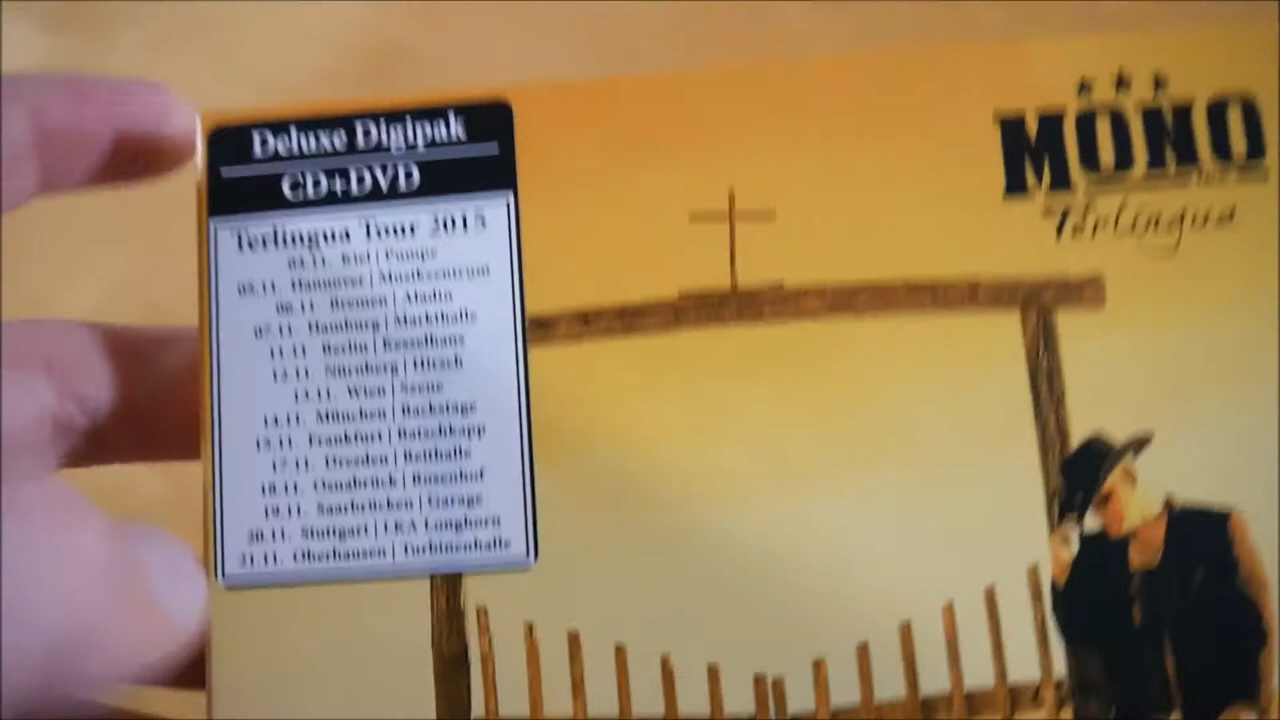 Deluxe Digipak
CD+DVD
Terlingua Tour 2015
03.11. Kiel | Pumpe
05.11. Hannover | Musikzentrum
06.11. Bremen | Aladin
07.11. Hamburg | Markthalle
11.11. Berlin | Kesselhaus
12.11. Nürnberg | Hirsch
13.11. Wien | Szene
14.11. München | Backstage
15.11. Frankfurt | Batschkapp
17.11. Dresden | Reithalle
18.11. Osnabrück | Rosenhof
19.11. Saarbrücken | Garage
20.11. Stuttgart | LKA Longhorn
21.11. Oberhausen | Turbinenhalle
MONO
Terlingua